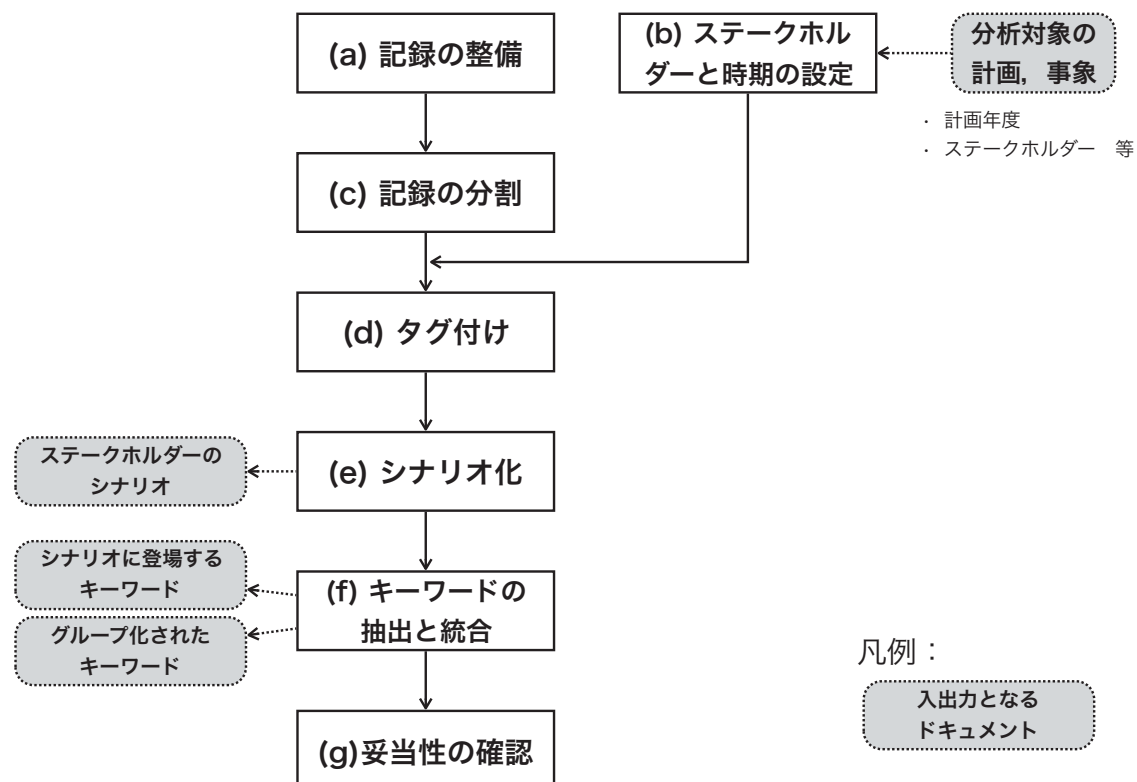 (a) 記録の整備
(b) ステークホル
ダーと時期の設定
分析対象の
計画，事象
・ 計画年度
・ ステークホルダー　等
(c) 記録の分割
(d) タグ付け
(e) シナリオ化
ステークホルダーの
シナリオ
(f) キーワードの
抽出と統合
シナリオに登場する
キーワード
グループ化された
キーワード
(g)妥当性の確認
凡例：
入出力となる
ドキュメント